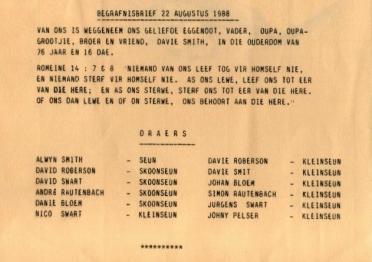 BEGRAFNISBRIEF 22 AUGUSTUS 1988
VAN ONS IS WEGGENEEM ONS GELIEFDE EGGENOOT, VADER, OUPA, OUPA-
GROOTJIE, BROER EN VRIEND, DAVIE SMITH, IN DIE OUDERDOM VAN
76 JAAR EN 16 DAE.
ROMEINE 14 : 7 & 8 "NIEMAND VAN ONS LEEF TOG VIR HOMSELF NIE,
EN NIEMAND STERF VIR HOMSELF NIE. AS ONS LEWE, LEEF ONS TOT EER
VAN DIE HERE; EN AS ONS STERWE, STERF ONS TOT EER VAN DIE HERE.
OF ONS DAN LEWE EN OF ON STERWE, ONS BEHOORT AAN DIE HERE."
DRAERS
ALWYN SMITH - SEUN DAVIE ROBERSON - KLEINSEUN
DAVID ROBERSON - SKOONSEUN DAVIE SMIT - KLEINSEUN
DAVID SWART - SKOONSEUN JOHAN BLOEM - KLEINSEUN
ANDRÉ RAUTENBACH - SKOONSEUN SIMON RAUTENBACH - KLEINSEUN
DANIE BLOEM - SKOONSEUN JURGENS SWART - KLEINSEUN
NICO SWART - KLEINSEUN JOHNY PELSER - KLEINSEUN
**********